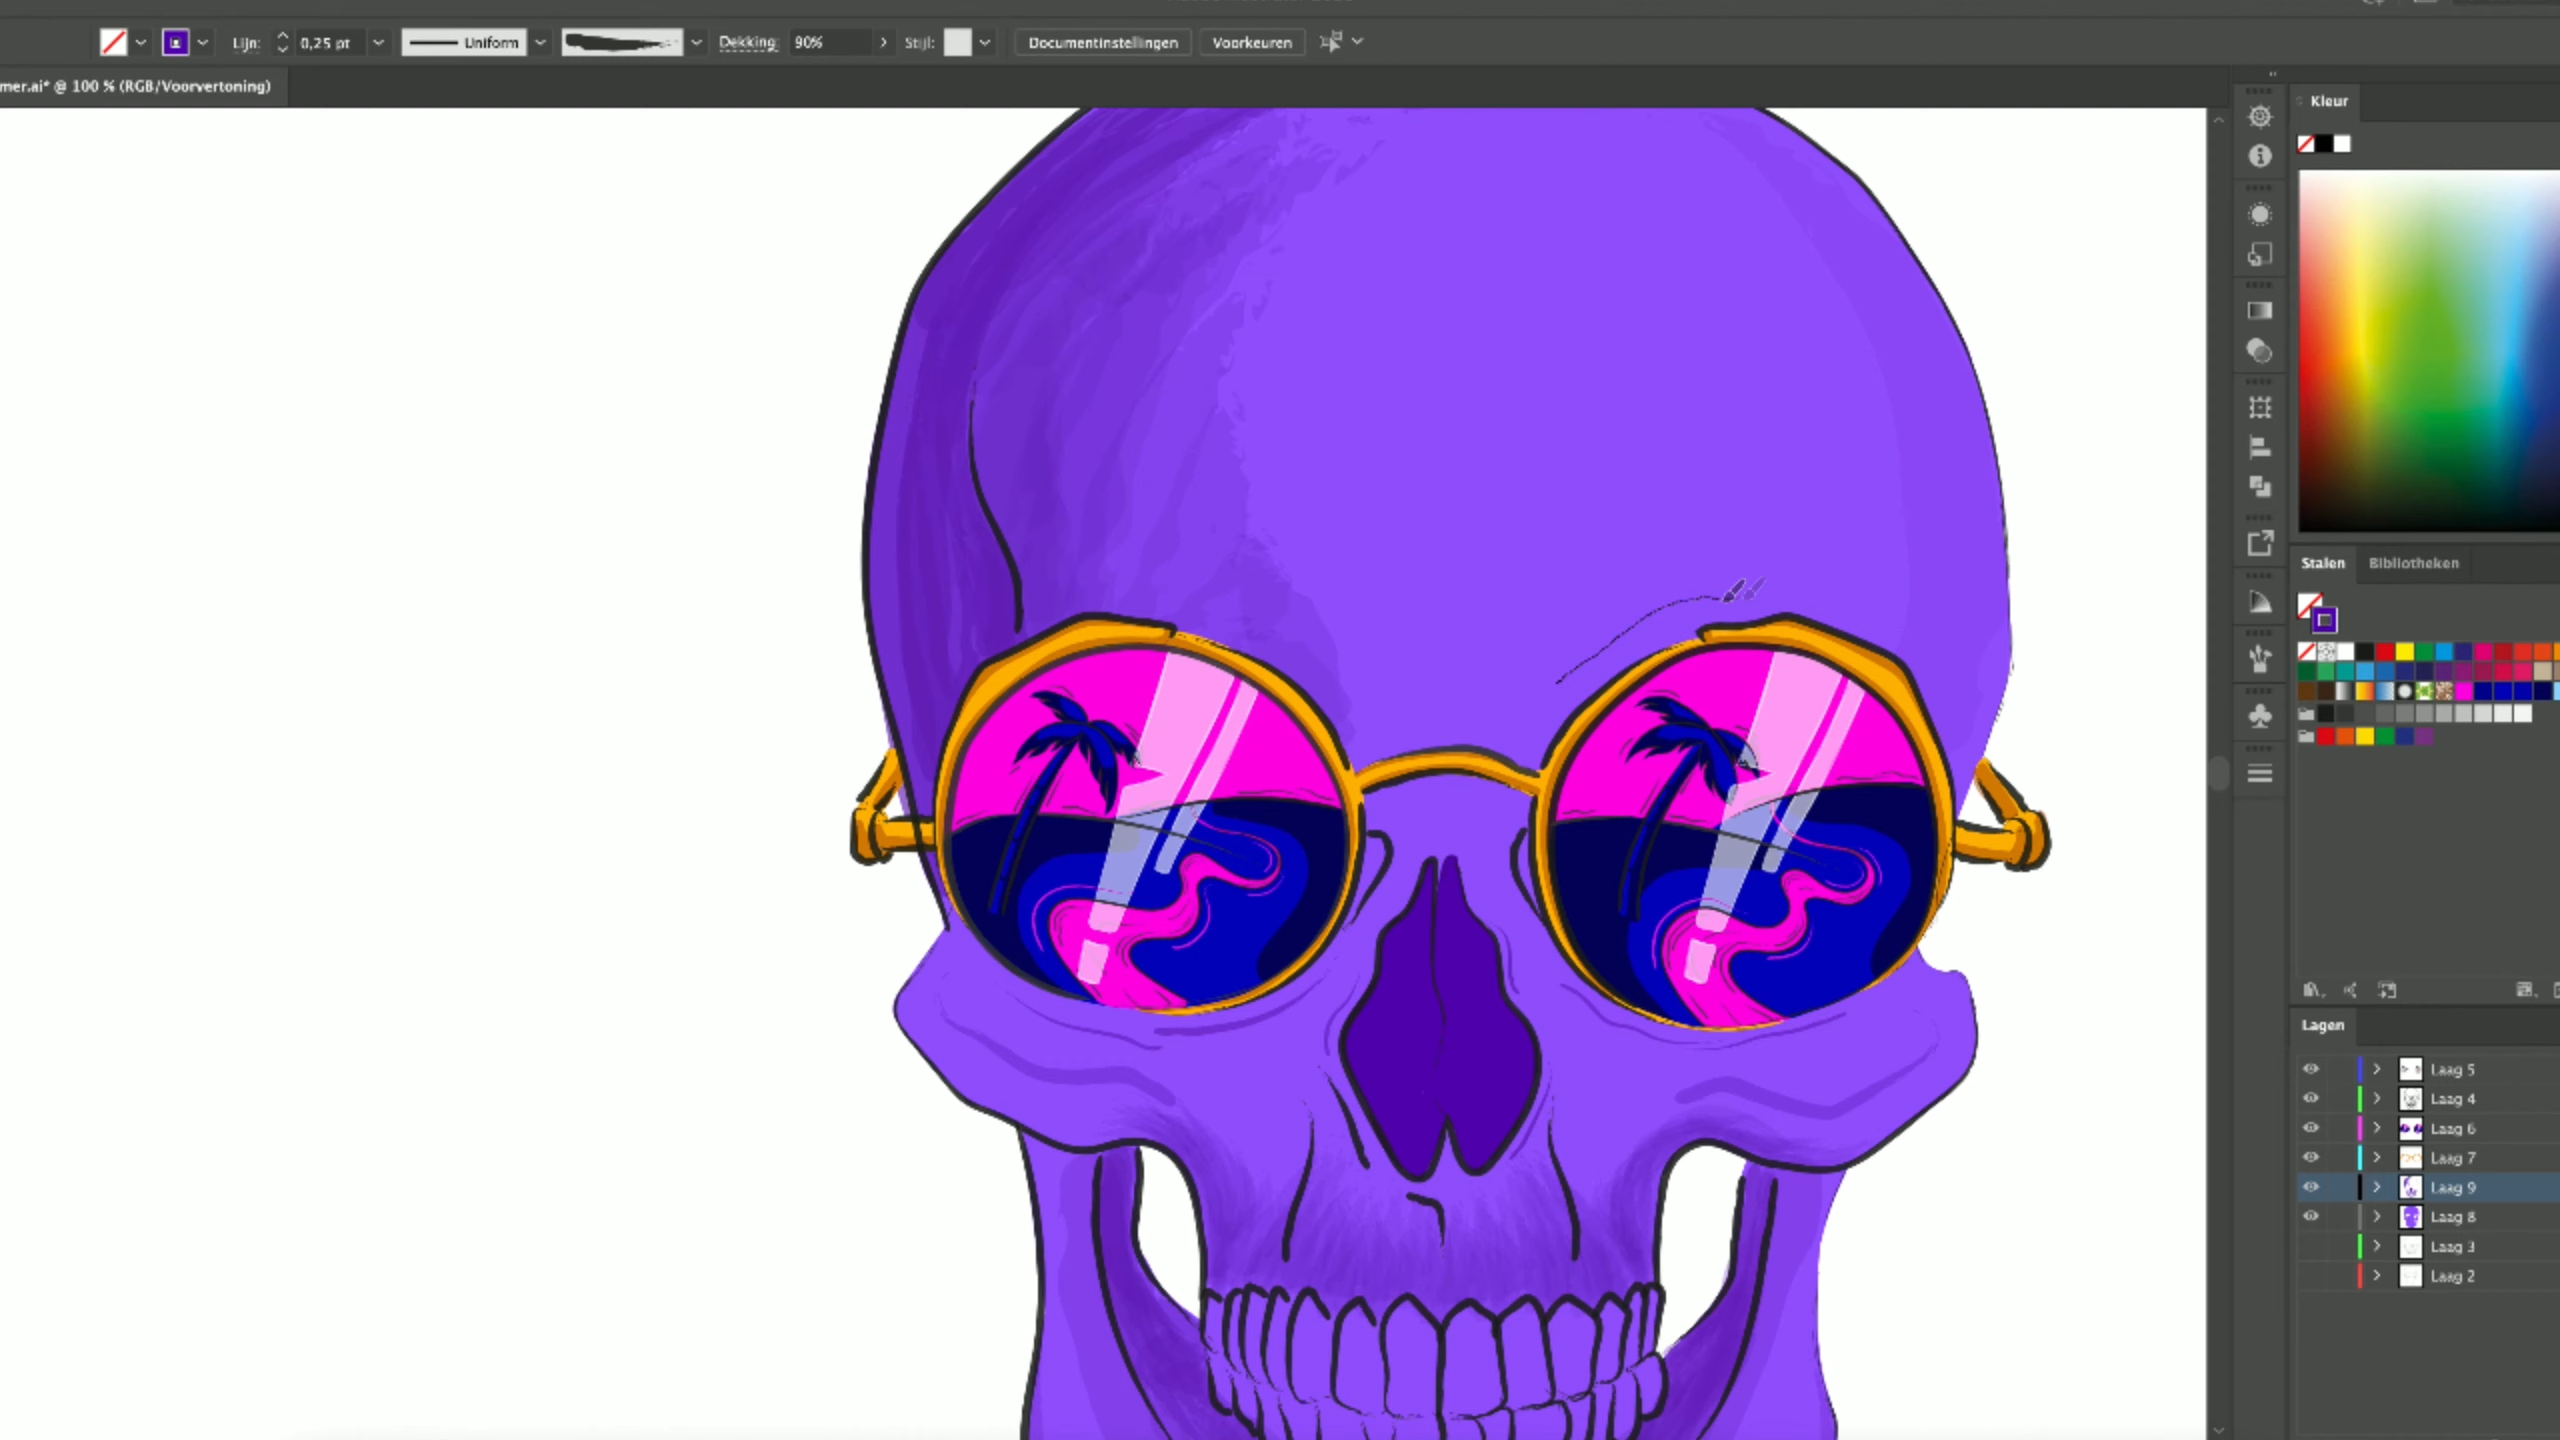 Lijn: 0,25 pt Uniform Dekking: 90% Stijl: Documentinstellingen Voorkeuren
mer.ai* @ 100 % (RGB/Voorvertoning)
Kleur
Stalen Bibliotheken
Lagen
Laag 5
Laag 4
Laag 6
Laag 7
Laag 9
Laag 8
Laag 3
Laag 2